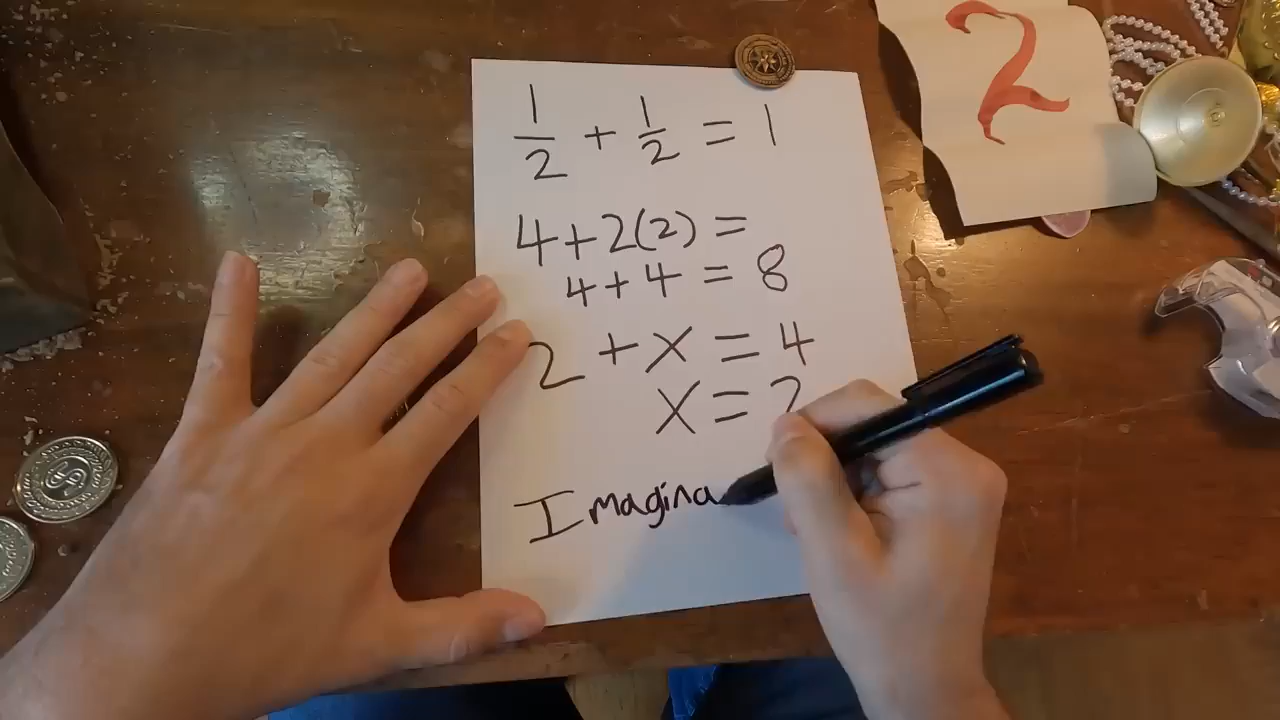 1/2 + 1/2 = 1
4+2(2) =
4+4 = 8
2 + x = 4
x = 2
Imagina
2